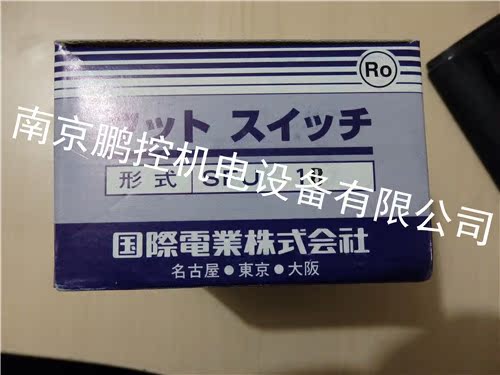 Ro
ット スイッチ
形式
国際電業株式会社
名古屋●東京●大阪
南京鹏控机电设备有限公司